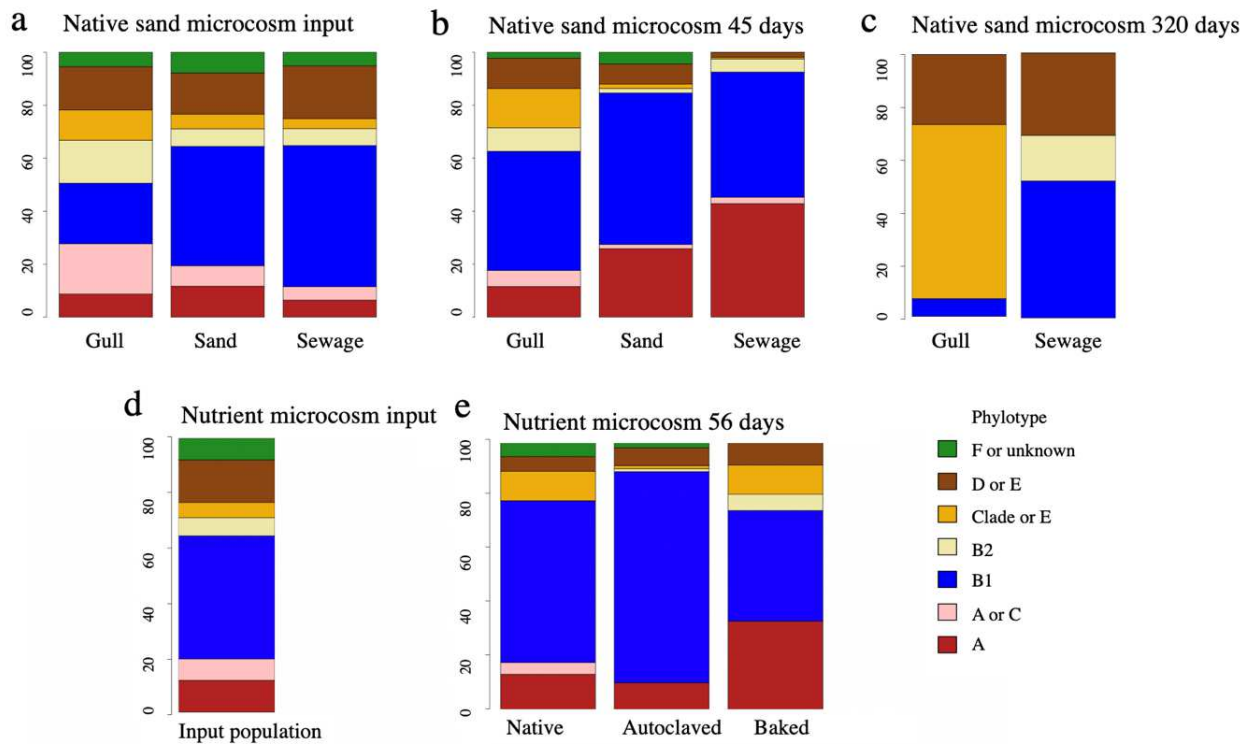 a
Native sand microcosm input
100
80
60
40
20
0
Gull
Sand
Sewage
b
Native sand microcosm 45 days
100
80
60
40
20
0
Gull
Sand
Sewage
c
Native sand microcosm 320 days
100
80
60
40
20
0
Gull
Sewage
d
Nutrient microcosm input
100
80
60
40
20
0
Input population
e
Nutrient microcosm 56 days
100
80
60
40
20
0
Native
Autoclaved
Baked
Phylotype
F or unknown
D or E
Clade or E
B2
B1
A or C
A